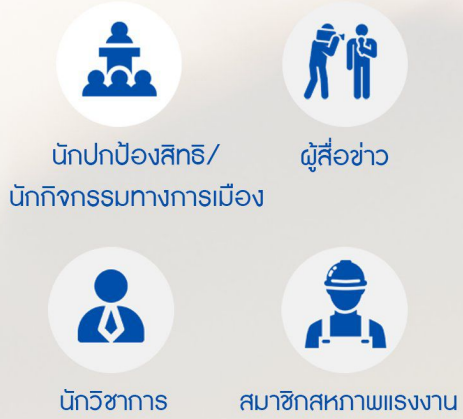 นักปกป้องสิทธิ/
นักกิจกรรมทางการเมือง
ผู้สื่อข่าว
นักวิชาการ
สมาชิกสหภาพแรงงาน